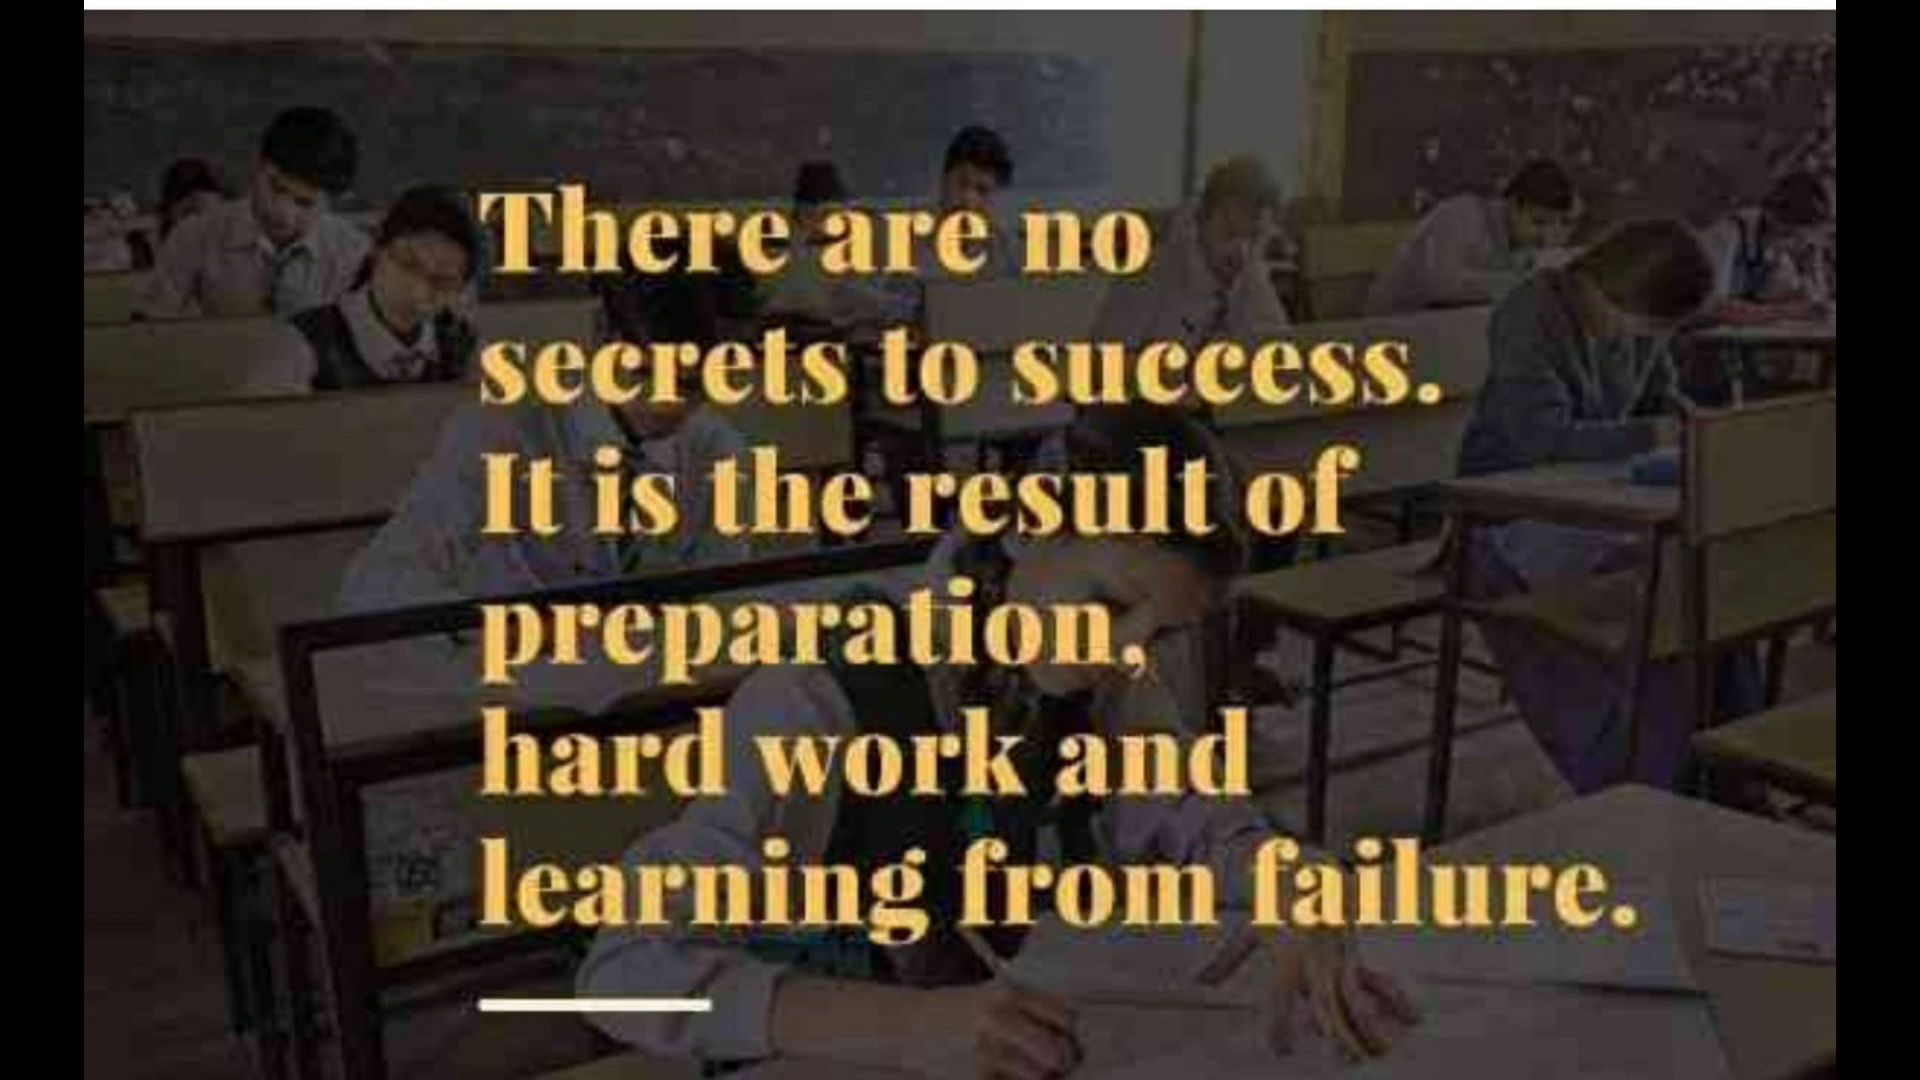 There are no
secrets to success.
It is the result of
preparation,
hard work and
learning from failure.